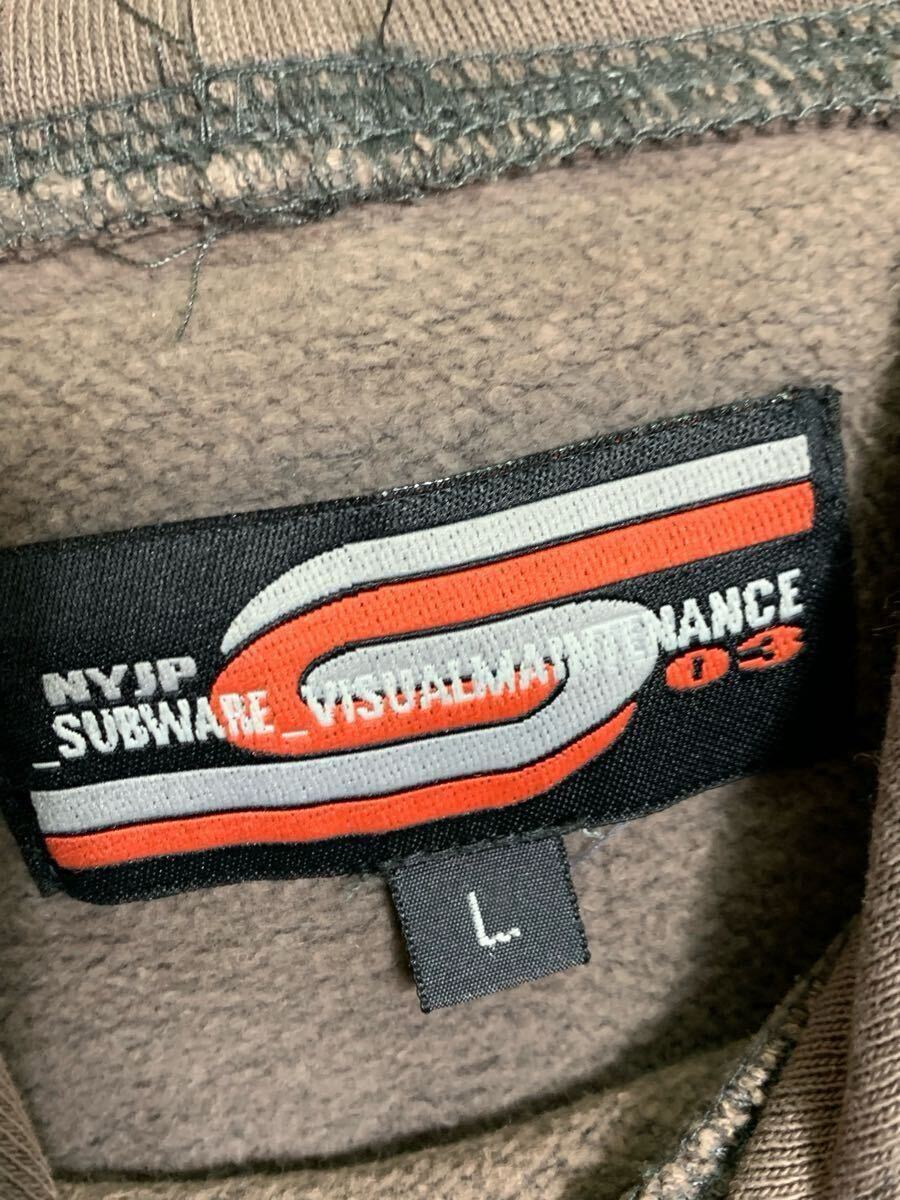 NYJP
_SUBWARE_VISUALMAINTENANCE
03
L